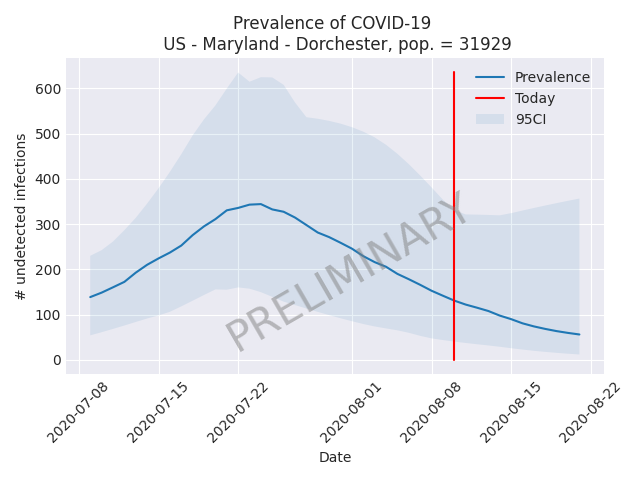 Prevalence of COVID-19
US - Maryland - Dorchester, pop. = 31929
Prevalence
Today
95CI
# undetected infections
600
500
400
300
200
100
0
PRELIMINARY
2020-07-08
2020-07-15
2020-07-22
2020-08-01
2020-08-08
2020-08-15
2020-08-22
Date